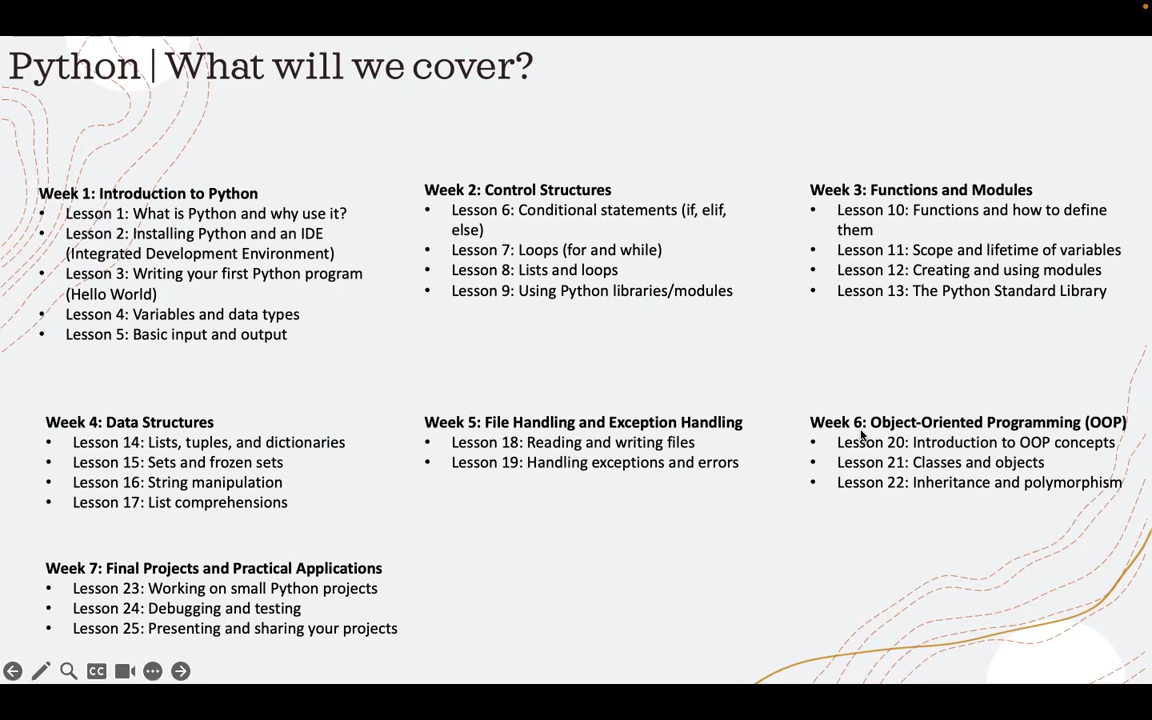 Python | What will we cover?
Week 1: Introduction to Python
• Lesson 1: What is Python and why use it?
• Lesson 2: Installing Python and an IDE
(Integrated Development Environment)
• Lesson 3: Writing your first Python program
(Hello World)
• Lesson 4: Variables and data types
• Lesson 5: Basic input and output
Week 2: Control Structures
• Lesson 6: Conditional statements (if, elif,
else)
• Lesson 7: Loops (for and while)
• Lesson 8: Lists and loops
• Lesson 9: Using Python libraries/modules
Week 3: Functions and Modules
• Lesson 10: Functions and how to define
them
• Lesson 11: Scope and lifetime of variables
• Lesson 12: Creating and using modules
• Lesson 13: The Python Standard Library
Week 4: Data Structures
• Lesson 14: Lists, tuples, and dictionaries
• Lesson 15: Sets and frozen sets
• Lesson 16: String manipulation
• Lesson 17: List comprehensions
Week 5: File Handling and Exception Handling
• Lesson 18: Reading and writing files
• Lesson 19: Handling exceptions and errors
Week 6: Object-Oriented Programming (OOP)
• Lesson 20: Introduction to OOP concepts
• Lesson 21: Classes and objects
• Lesson 22: Inheritance and polymorphism
Week 7: Final Projects and Practical Applications
• Lesson 23: Working on small Python projects
• Lesson 24: Debugging and testing
• Lesson 25: Presenting and sharing your projects
CC